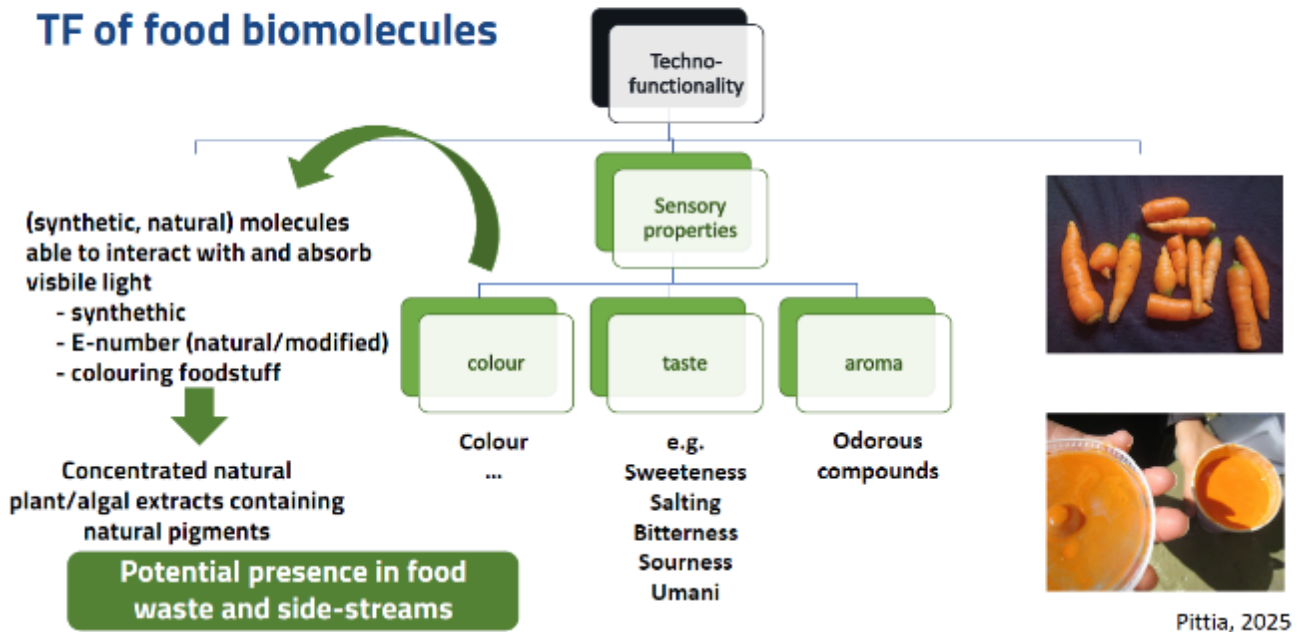 TF of food biomolecules
Techno-
functionality
Sensory
properties
(synthetic, natural) molecules
able to interact with and absorb
visbile light
- synthethic
- E-number (natural/modified)
- colouring foodstuff
Concentrated natural
plant/algal extracts containing
natural pigments
Potential presence in food
waste and side-streams
colour
Colour
...
taste
e.g.
Sweeteness
Salting
Bitterness
Sourness
Umani
aroma
Odorous
compounds
Pittia, 2025